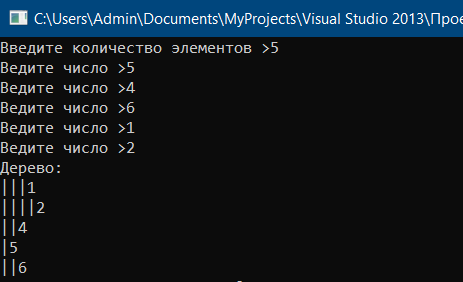 C:\Users\Admin\Documents\MyProjects\Visual Studio 2013\Прое
Введите количество элементов >5
Ведите число >5
Ведите число >4
Ведите число >6
Ведите число >1
Ведите число >2
Дерево:
|||1
||||2
||4
|5
||6